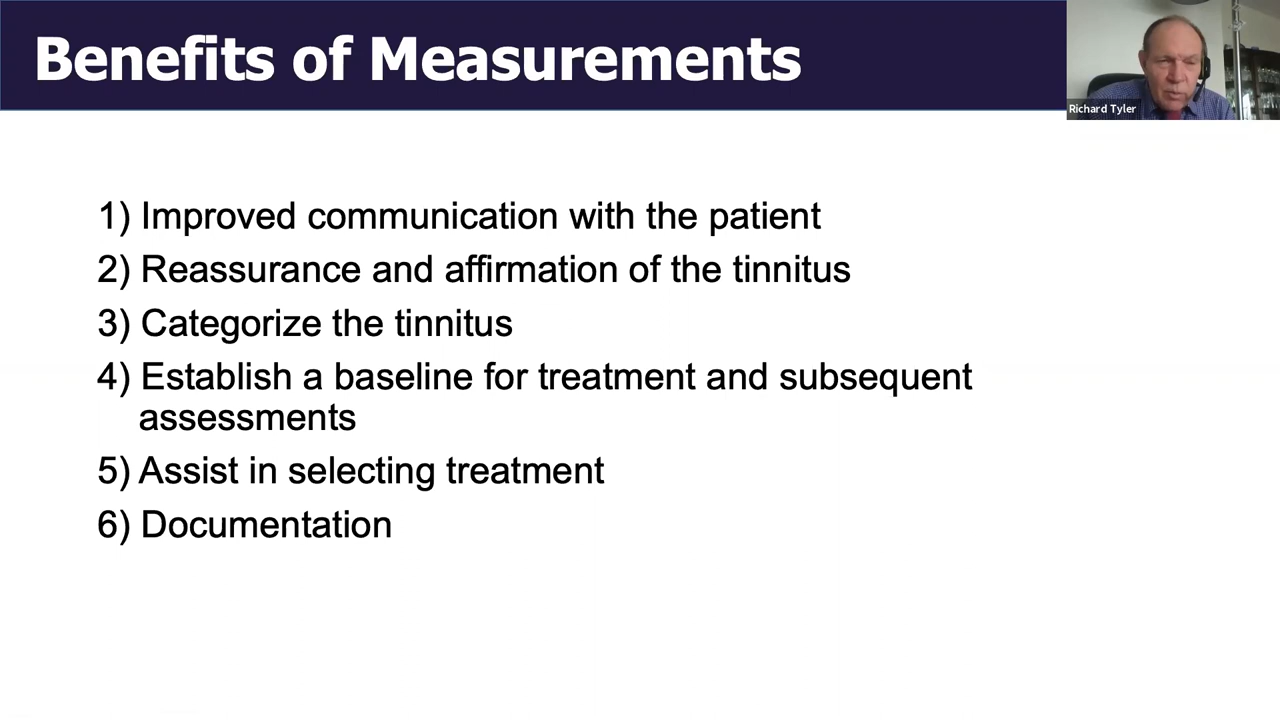 Benefits of Measurements
Richard Tyler
1) Improved communication with the patient
2) Reassurance and affirmation of the tinnitus
3) Categorize the tinnitus
4) Establish a baseline for treatment and subsequent
assessments
5) Assist in selecting treatment
6) Documentation